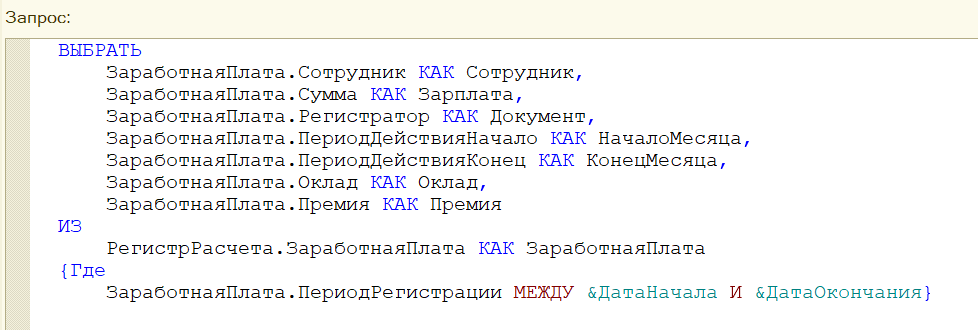 Запрос:
ВЫБРАТЬ
ЗаработнаяПлата.Сотрудник КАК Сотрудник,
ЗаработнаяПлата.Сумма КАК Зарплата,
ЗаработнаяПлата.Регистратор КАК Документ,
ЗаработнаяПлата.ПериодДействияНачало КАК НачалоМесяца,
ЗаработнаяПлата.ПериодДействияКонец КАК КонецМесяца,
ЗаработнаяПлата.Оклад КАК Оклад,
ЗаработнаяПлата.Премия КАК Премия
ИЗ
РегистрРасчета.ЗаработнаяПлата КАК ЗаработнаяПлата
{Где
ЗаработнаяПлата.ПериодРегистрации МЕЖДУ &ДатаНачала И &ДатаОкончания}